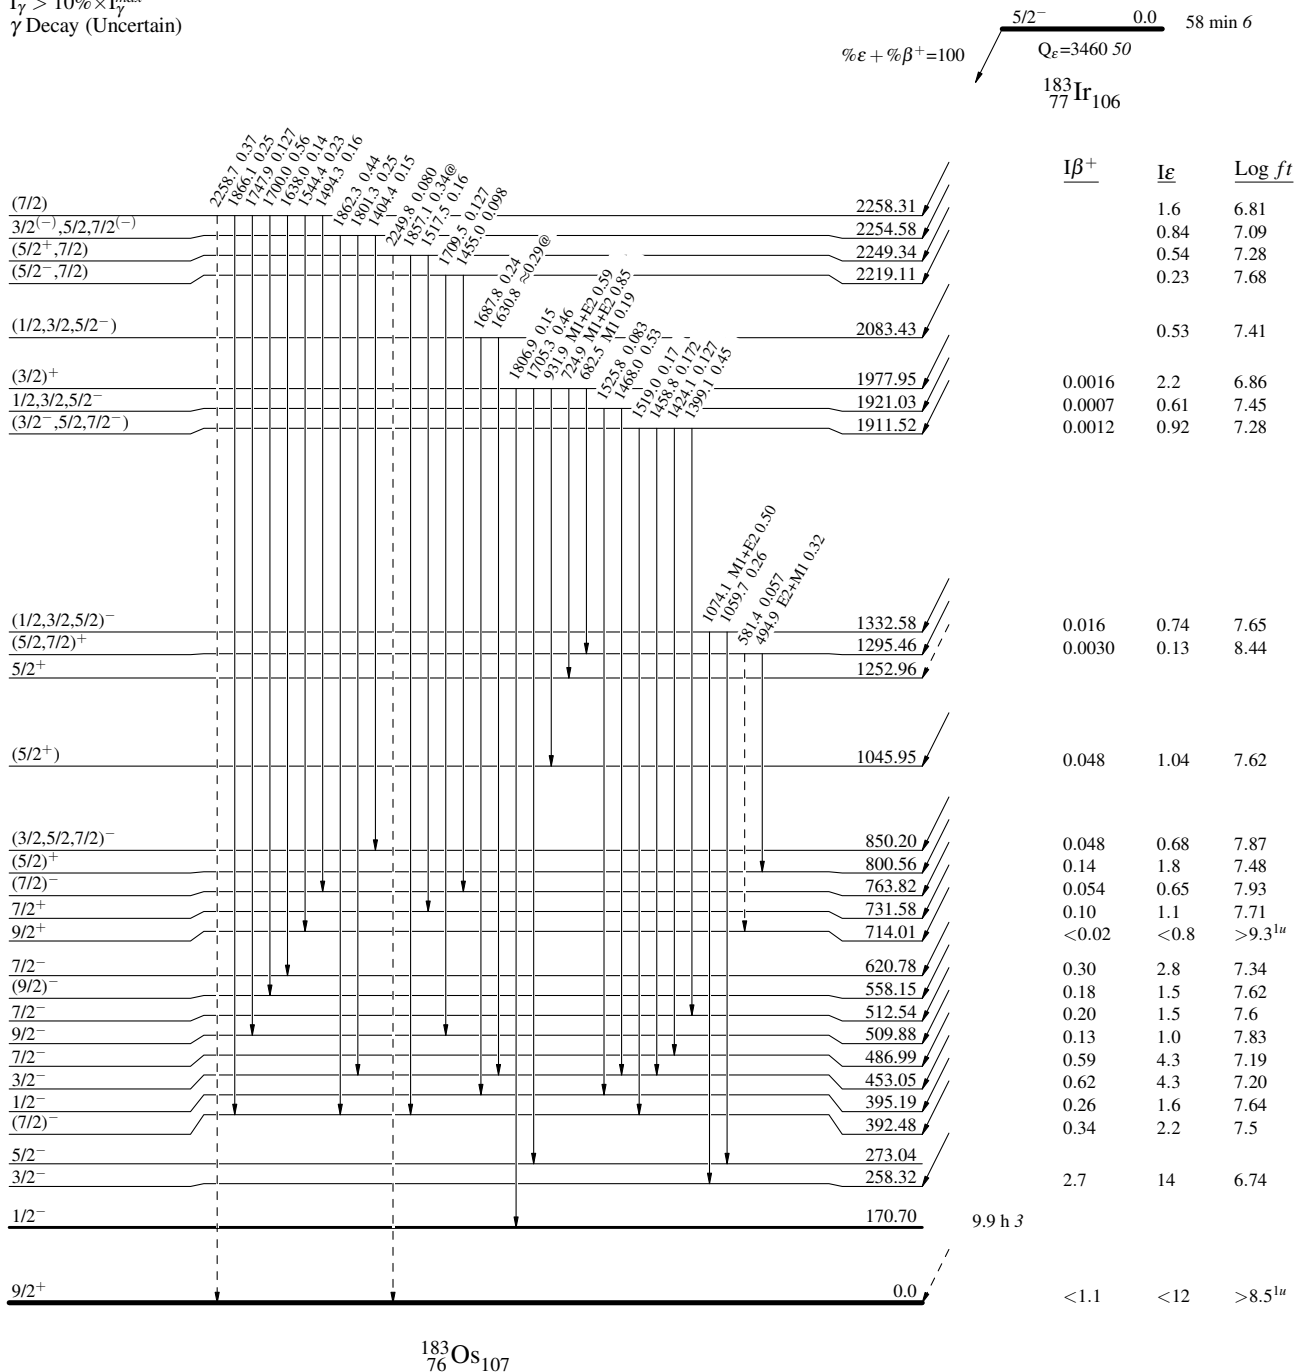 I_γ > 10%×I_γ^max
γ Decay (Uncertain)
5/2⁻ 0.0 58 min 6
%ε+%β⁺=100
Q_ε=3460 50
¹⁸³₇₇Ir₁₀₆
2258.7 0.37
1866.1 0.25
1747.9 0.127
1700.0 0.56
1638.0 0.14
1544.4 0.23
1494.3 0.16
1862.3 0.44
1801.3 0.25
1404.4 0.15
2249.8 0.080
1857.1 0.34@
1517.5 0.16
1709.5 0.127
1455.0 0.098
1687.8 0.24
1630.8 ≈0.29@
1806.9 0.15
1705.3 0.46
931.9 M1+E2 0.59
724.9 M1+E2 0.85
682.5 M1 0.19
1525.8 0.083
1468.0 0.53
1519.0 0.17
1458.8 0.172
1424.1 0.127
1399.1 0.45
1074.1 M1+E2 0.50
1059.7 0.26
581.4 0.057
494.9 E2+M1 0.32
Iβ⁺ Iε Log ft
(7/2) 2258.31 1.6 6.81
3/2⁽⁻⁾,5/2,7/2⁽⁻⁾ 2254.58 0.84 7.09
(5/2⁺,7/2) 2249.34 0.54 7.28
(5/2⁻,7/2) 2219.11 0.23 7.68
(1/2,3/2,5/2⁻) 2083.43 0.53 7.41
(3/2)⁺ 1977.95 0.0016 2.2 6.86
1/2,3/2,5/2⁻ 1921.03 0.0007 0.61 7.45
(3/2⁻,5/2,7/2⁻) 1911.52 0.0012 0.92 7.28
(1/2,3/2,5/2)⁻ 1332.58 0.016 0.74 7.65
(5/2,7/2)⁺ 1295.46 0.0030 0.13 8.44
5/2⁺ 1252.96
(5/2⁺) 1045.95 0.048 1.04 7.62
(3/2,5/2,7/2)⁻ 850.20 0.048 0.68 7.87
(5/2)⁺ 800.56 0.14 1.8 7.48
(7/2)⁻ 763.82 0.054 0.65 7.93
7/2⁺ 731.58 0.10 1.1 7.71
9/2⁺ 714.01 <0.02 <0.8 >9.3¹ᵘ
7/2⁻ 620.78 0.30 2.8 7.34
(9/2)⁻ 558.15 0.18 1.5 7.62
7/2⁻ 512.54 0.20 1.5 7.6
9/2⁻ 509.88 0.13 1.0 7.83
7/2⁻ 486.99 0.59 4.3 7.19
3/2⁻ 453.05 0.62 4.3 7.20
1/2⁻ 395.19 0.26 1.6 7.64
(7/2)⁻ 392.48 0.34 2.2 7.5
5/2⁻ 273.04
3/2⁻ 258.32 2.7 14 6.74
1/2⁻ 170.70 9.9 h 3
9/2⁺ 0.0 <1.1 <12 >8.5¹ᵘ
¹⁸³₇₆Os₁₀₇